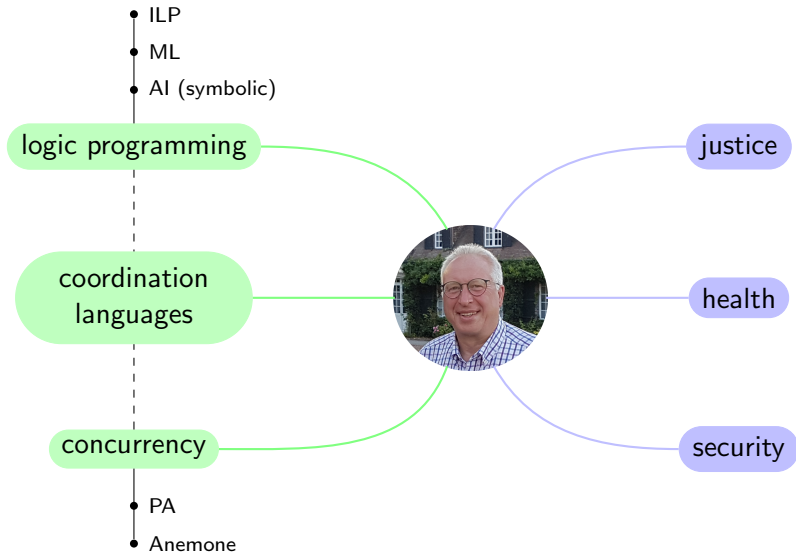 ILP
ML
AI (symbolic)
logic programming
justice
coordination
languages
health
concurrency
security
PA
Anemone